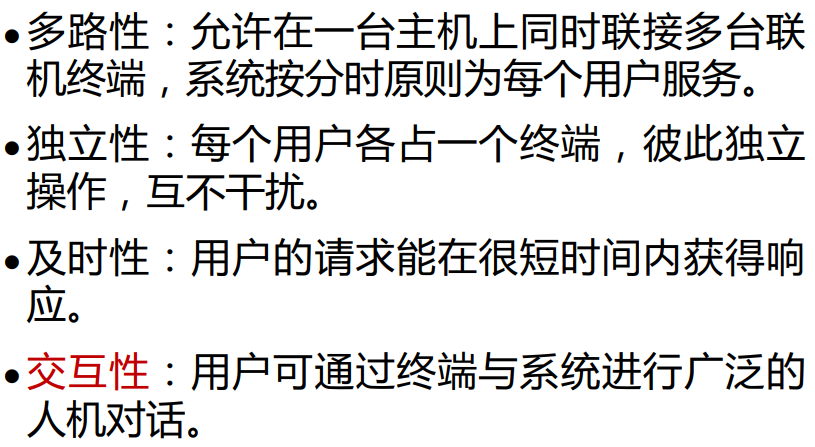 •多路性：允许在一台主机上同时联接多台联
机终端，系统按分时原则为每个用户服务。
•独立性：每个用户各占一个终端，彼此独立
操作，互不干扰。
•及时性：用户的请求能在很短时间内获得响
应。
•交互性：用户可通过终端与系统进行广泛的
人机对话。